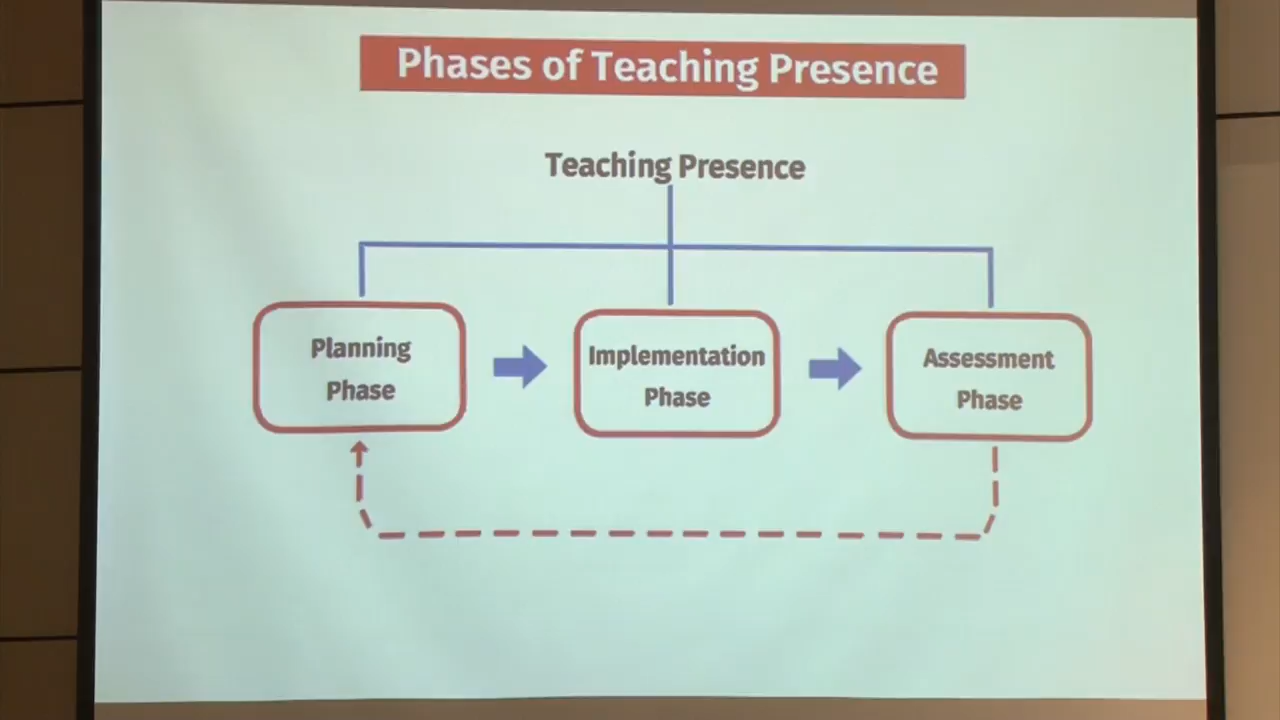 Phases of Teaching Presence
Teaching Presence
Planning
Phase
Implementation
Phase
Assessment
Phase